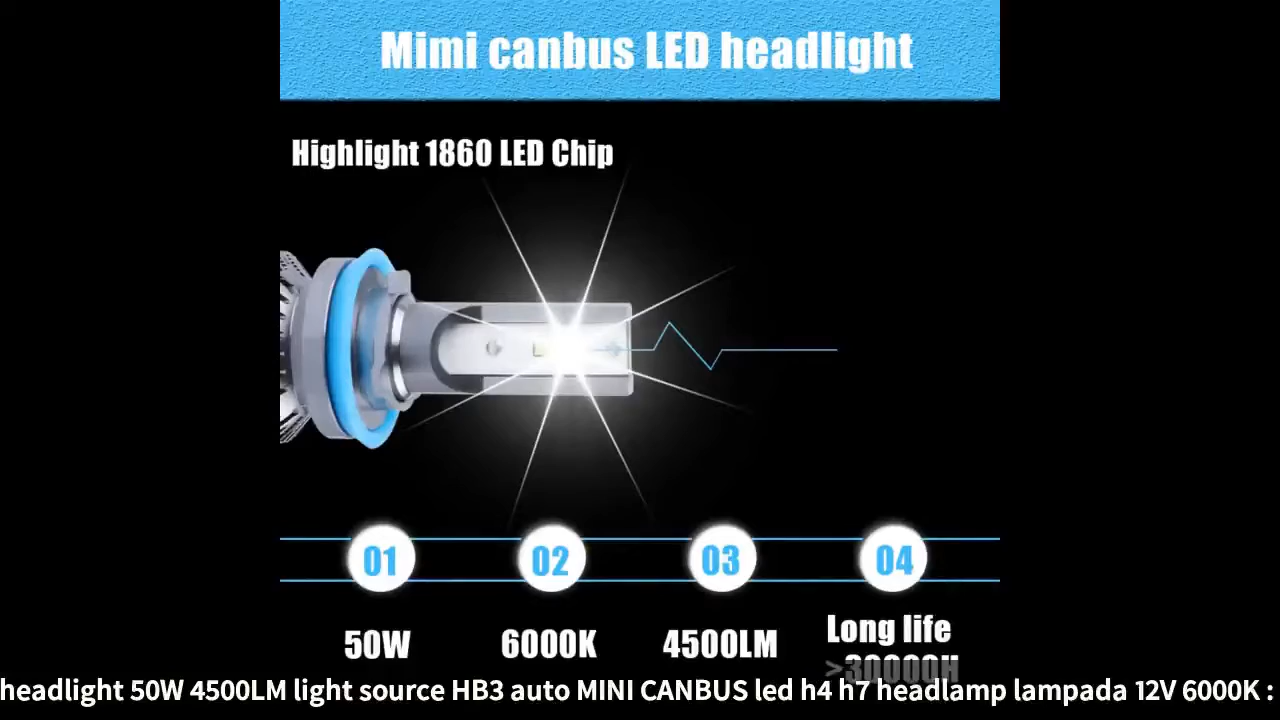 Mimi canbus LED headlight
Highlight 1860 LED Chip
01
02
03
04
50W
6000K
4500LM
Long life
>30000H
headlight 50W 4500LM light source HB3 auto MINI CANBUS led h4 h7 headlamp lampada 12V 6000K :